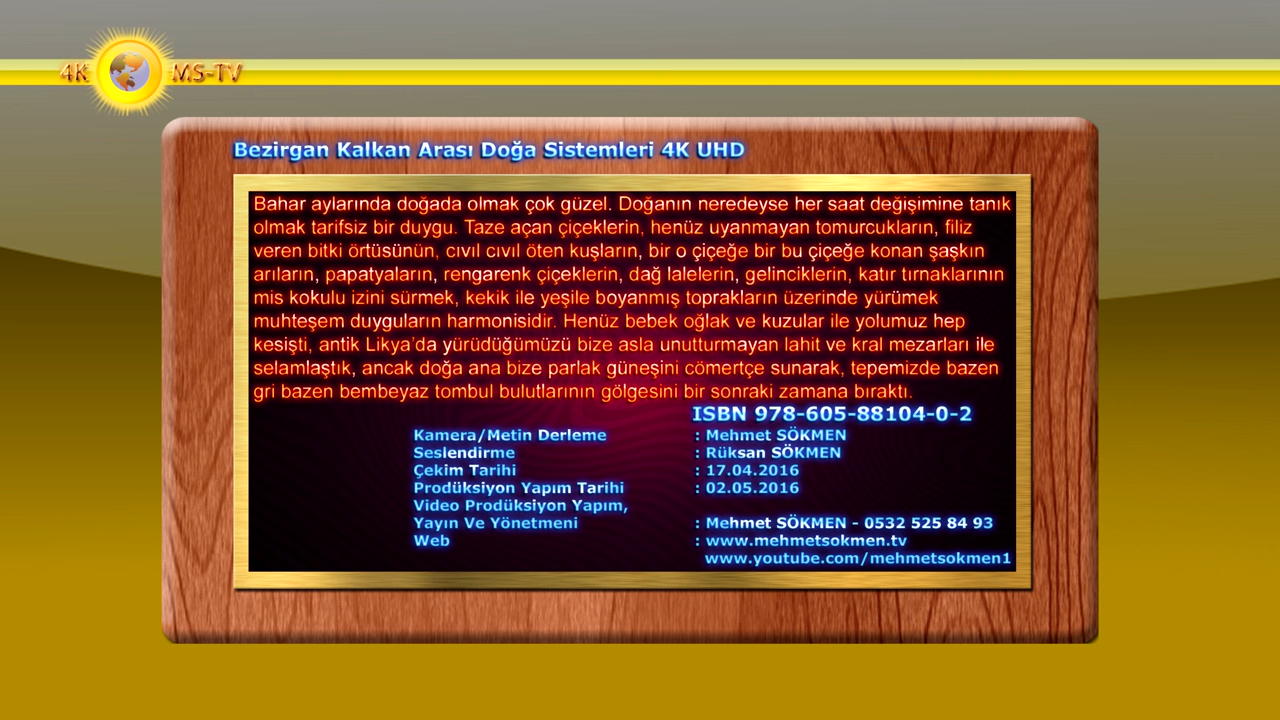 4K MS-TV
Bezirgan Kalkan Arası Doğa Sistemleri 4K UHD
Bahar aylarında doğada olmak çok güzel. Doğanın neredeyse her saat değişimine tanık
olmak tarifsiz bir duygu. Taze açan çiçeklerin, henüz uyanmayan tomurcukların, filiz
veren bitki örtüsünün, cıvıl cıvıl öten kuşların, bir o çiçeğe bir bu çiçeğe konan şaşkın
arıların, papatyaların, rengarenk çiçeklerin, dağ lalelerin, gelinciklerin, katır tırnaklarının
mis kokulu izini sürmek, kekik ile yeşile boyanmış toprakların üzerinde yürümek
muhteşem duyguların harmonisidir. Henüz bebek oğlak ve kuzular ile yolumuz hep
kesişti, antik Likya’da yürüdüğümüzü bize asla unutturmayan lahit ve kral mezarları ile
selamlaştık, ancak doğa ana bize parlak güneşini cömertçe sunarak, tepemizde bazen
gri bazen bembeyaz tombul bulutlarının gölgesini bir sonraki zamana bıraktı.
ISBN 978-605-88104-0-2
Kamera/Metin Derleme : Mehmet SÖKMEN
Seslendirme : Rüksan SÖKMEN
Çekim Tarihi : 17.04.2016
Prodüksiyon Yapım Tarihi : 02.05.2016
Video Prodüksiyon Yapım,
Yayın Ve Yönetmeni : Mehmet SÖKMEN - 0532 525 84 93
Web : www.mehmetsokmen.tv
www.youtube.com/mehmetsokmen1